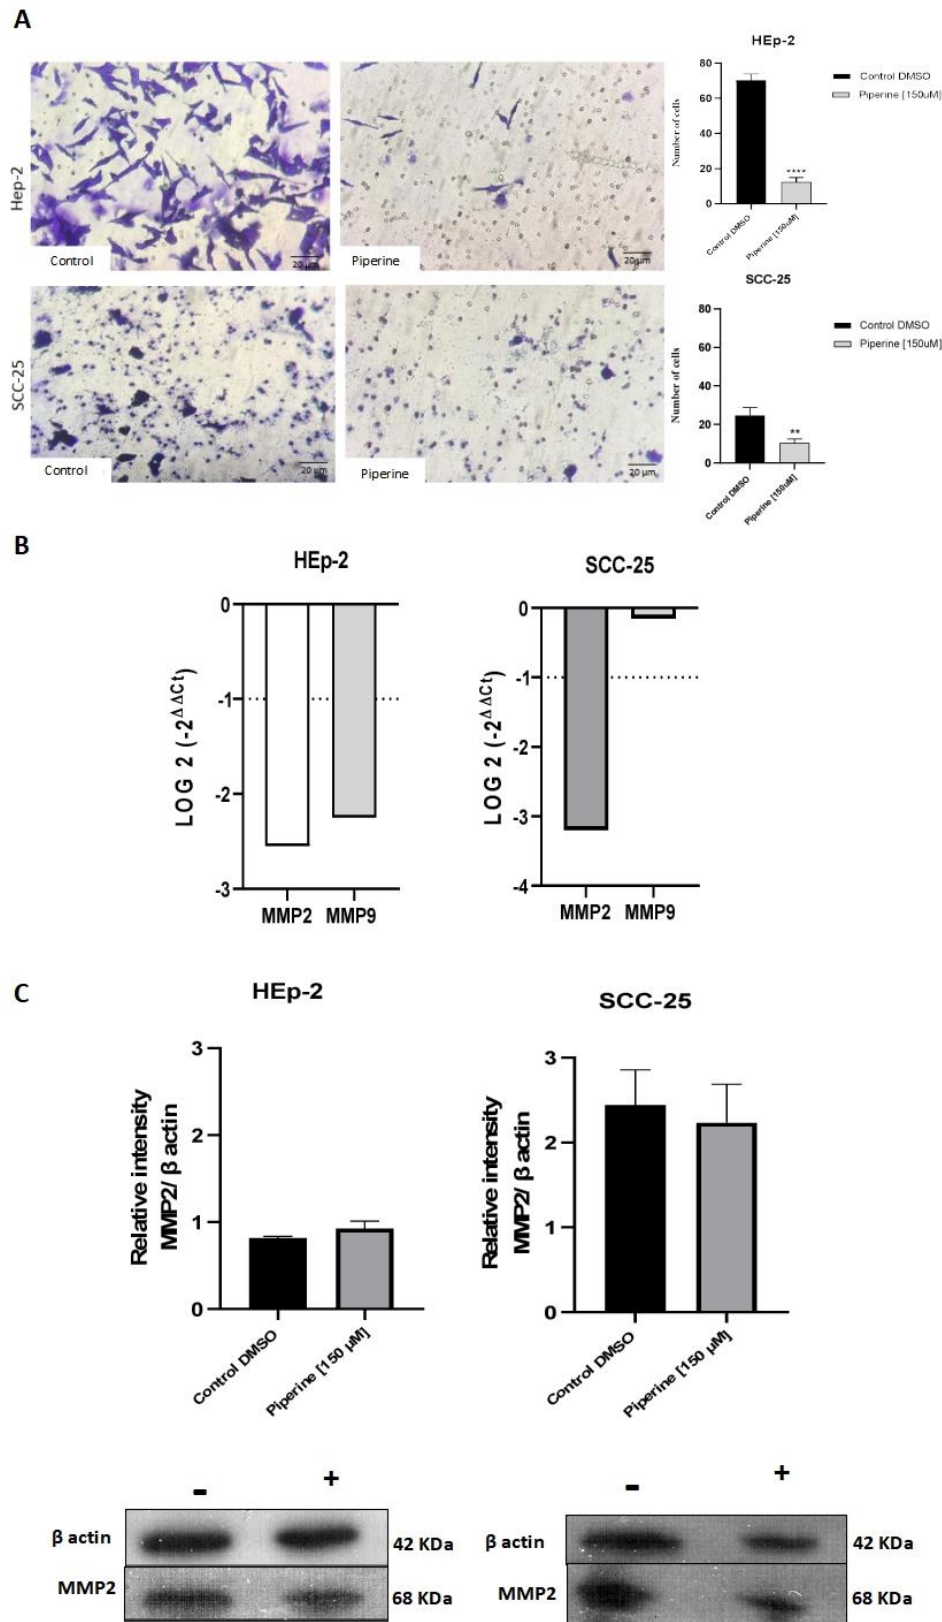 A
Hep-2
Control
20 µm
Piperine
20 µm
HEp-2
Number of cells
80
60
40
20
0
****
Control DMSO
Piperine [150uM]
Control DMSO
Piperine [150uM]
SCC-25
Control
20 µm
Piperine
20 µm
SCC-25
Number of cells
80
60
40
20
0
**
Control DMSO
Piperine [150uM]
Control DMSO
Piperine [150uM]
B
HEp-2
LOG 2 (-2^ΔΔCt)
0
-1
-2
-3
MMP2 MMP9
SCC-25
LOG 2 (-2^ΔΔCt)
0
-1
-2
-3
-4
MMP2 MMP9
C
HEp-2
Relative intensity
MMP2/ β actin
3
2
1
0
Control DMSO
Piperine [150 µM]
SCC-25
Relative intensity
MMP2/ β actin
3
2
1
0
Control DMSO
Piperine [150 µM]
- +
β actin 42 KDa
MMP2 68 KDa
- +
β actin 42 KDa
MMP2 68 KDa